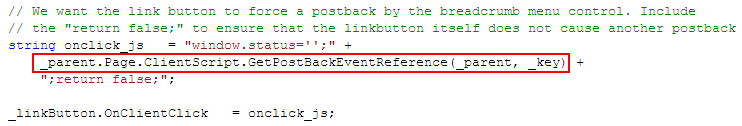 // We want the link button to force a postback by the breadcrumb menu control. Include
// the "return false;" to ensure that the linkbutton itself does not cause another postback
string onclick_js   = "window.status='';" +
    _parent.Page.ClientScript.GetPostBackEventReference(_parent, _key) +
    ";return false;";
_linkButton.OnClientClick   = onclick_js;